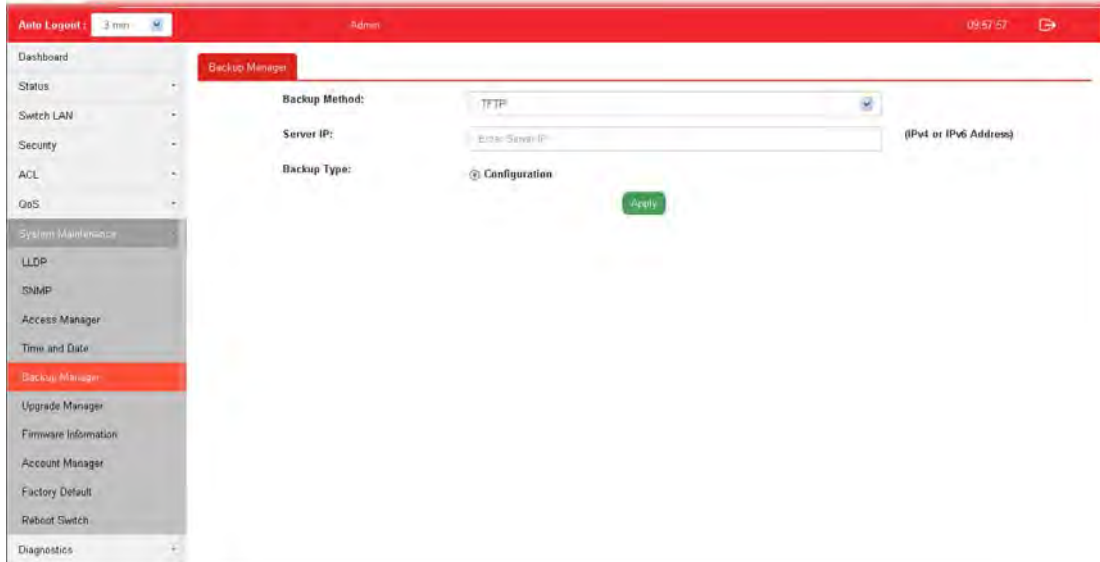 Auto Logout : 3 min Admin 09:57:57
Dashboard
Status
Switch LAN
Security
ACL
QoS
System Maintenance
LLDP
SNMP
Access Manager
Time and Date
Backup Manager
Upgrade Manager
Firmware Information
Account Manager
Factory Default
Reboot Switch
Diagnostics
Backup Manager
Backup Method: TFTP
Server IP: Enter Server IP (IPv4 or IPv6 Address)
Backup Type: Configuration
Apply